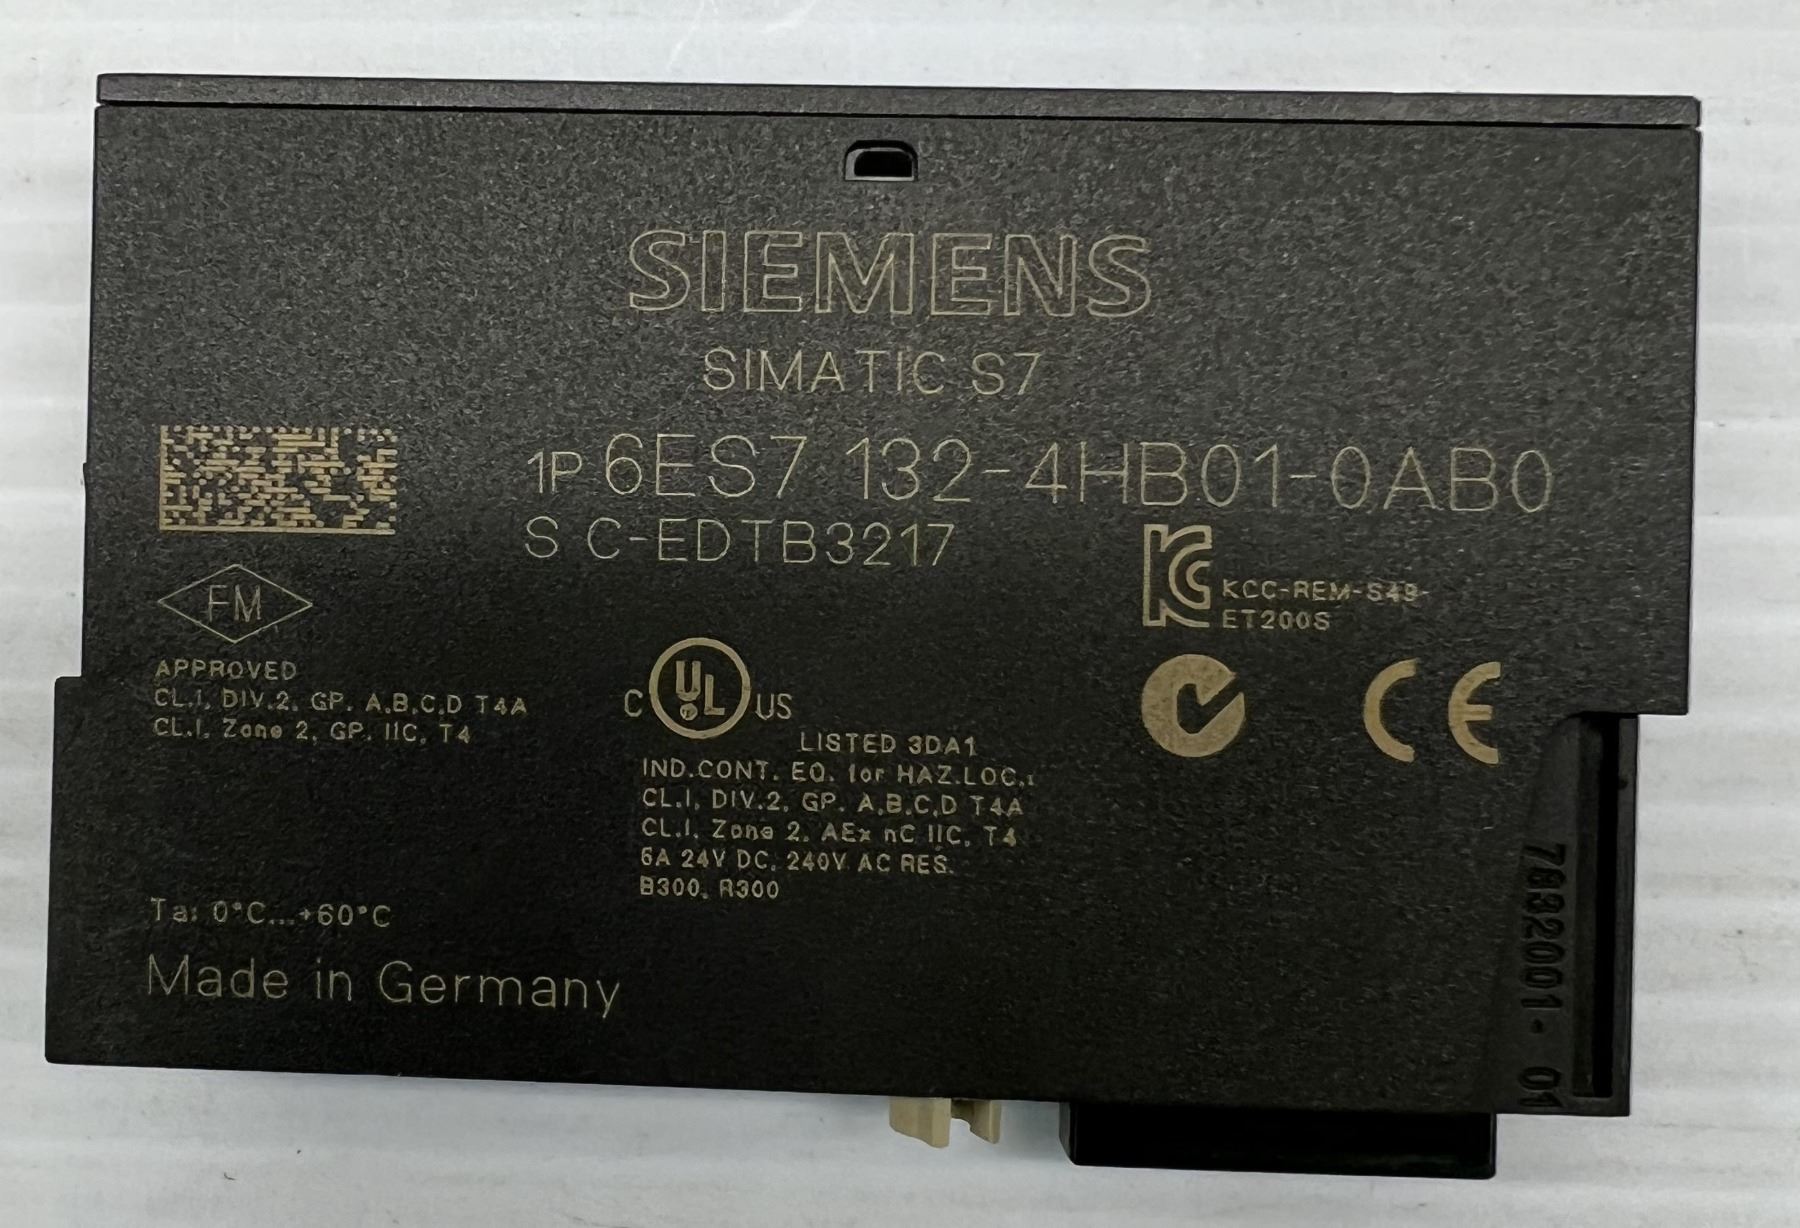 SIEMENS
SIMATIC S7
1P 6ES7 132-4HB01-0AB0
S C-EDTB3217
KCC-REM-S49-
ET200S
FM
APPROVED
CL.I, DIV.2, GP. A,B,C,D T4A
CL.I, Zone 2, GP. IIC, T4
C UL US
LISTED 3DA1
IND.CONT. EQ. for HAZ.LOC.:
CL.I, DIV.2, GP. A,B,C,D T4A
CL.I, Zone 2, AEx nC IIC, T4
6A 24V DC, 240V AC RES.
B300, R300
CE
Ta: 0°C...+60°C
Made in Germany
78320001-01